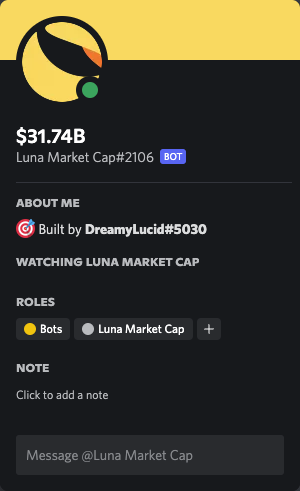 $31.74B
Luna Market Cap#2106 BOT
ABOUT ME
Built by DreamyLucid#5030
WATCHING LUNA MARKET CAP
ROLES
Bots Luna Market Cap +
NOTE
Click to add a note
Message @Luna Market Cap